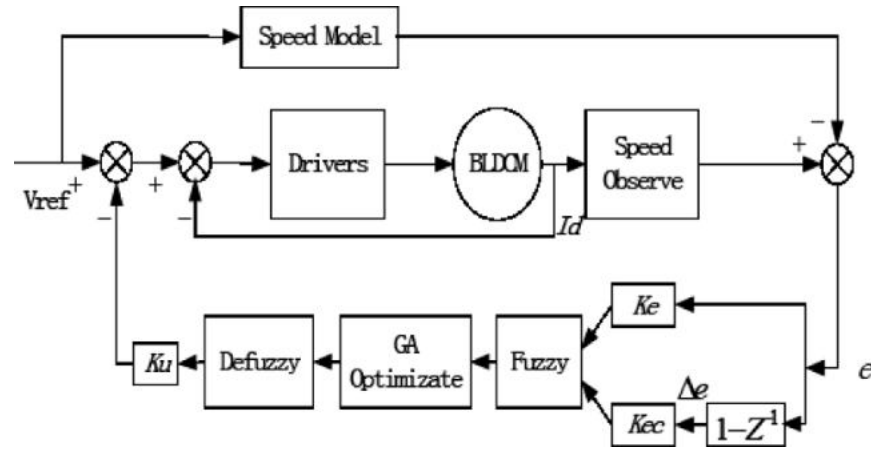 Speed Model
Drivers
BLDCM
Speed
Observe
Vref
+
−
+
−
−
+
Id
Ke
Ku
Defuzzy
GA
Optimizate
Fuzzy
Kec
Δe
1−Z⁻¹
e